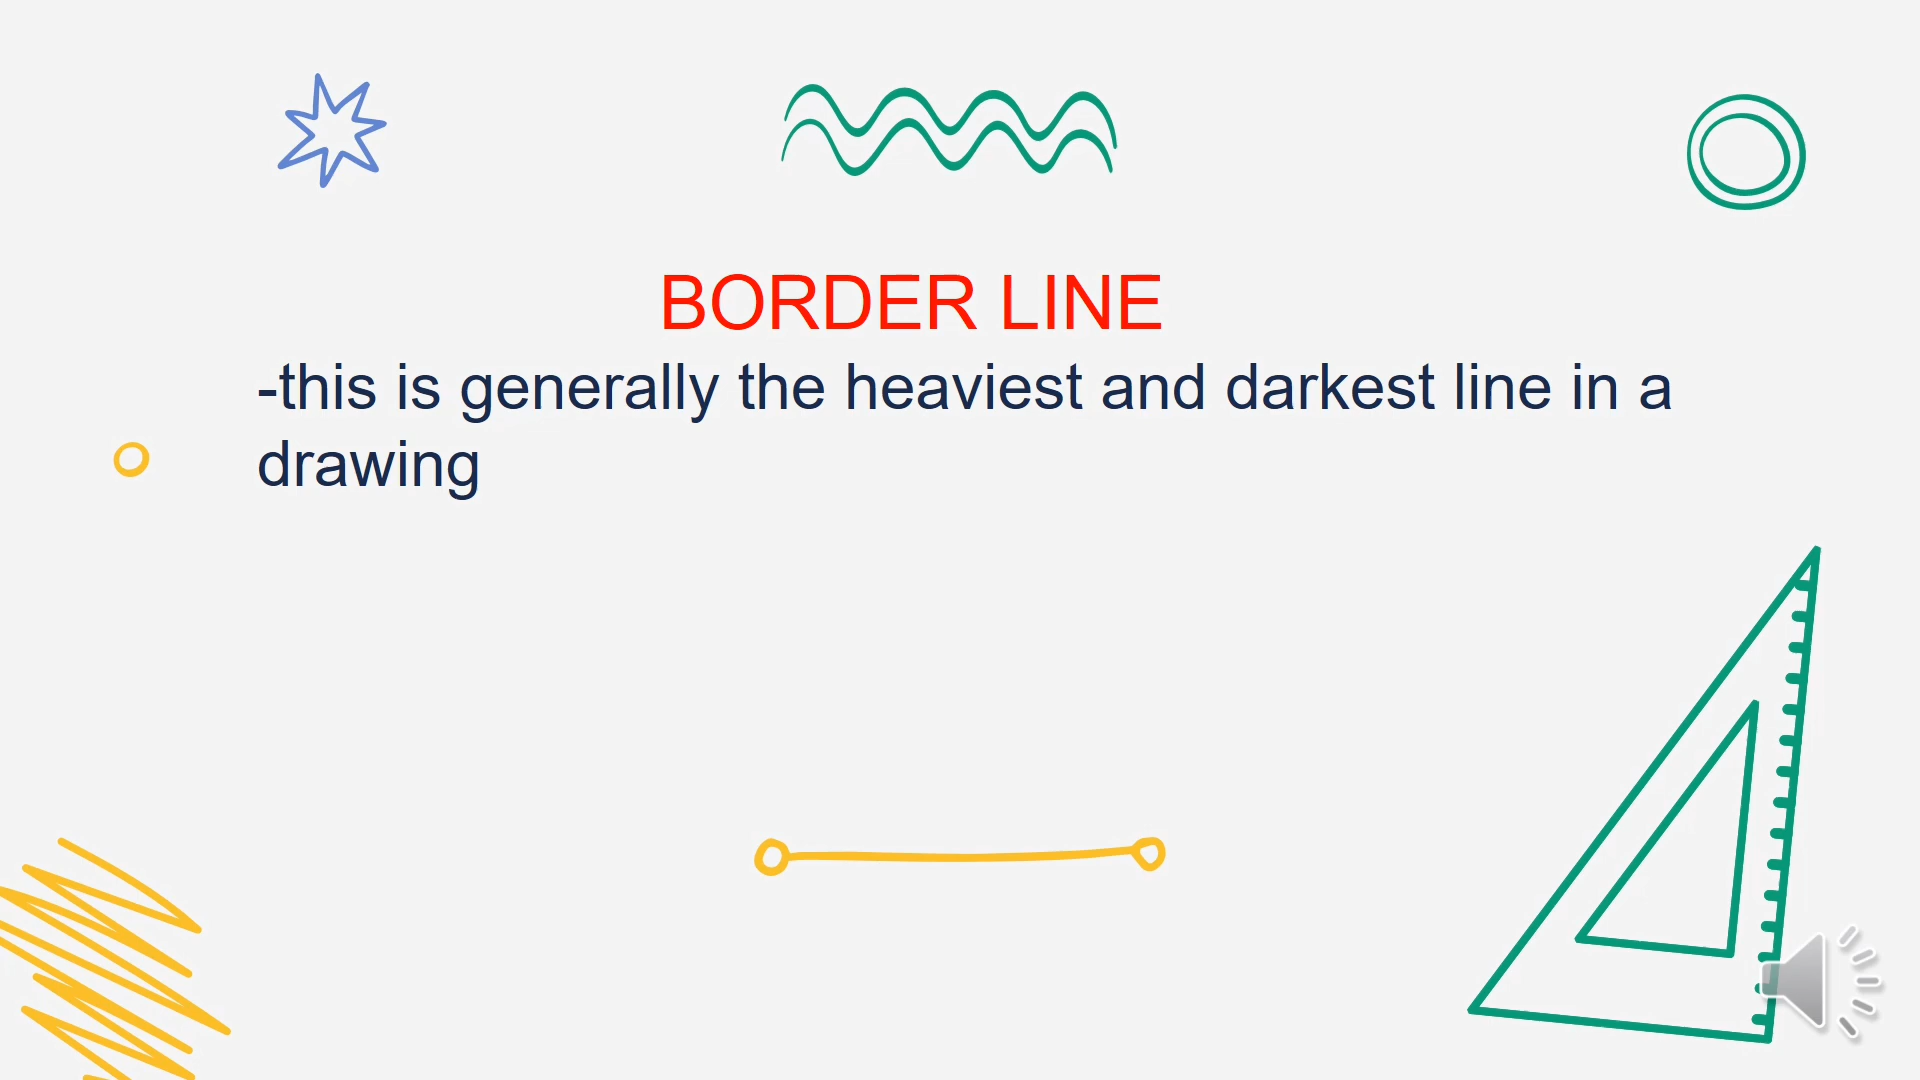 BORDER LINE
-this is generally the heaviest and darkest line in a
drawing